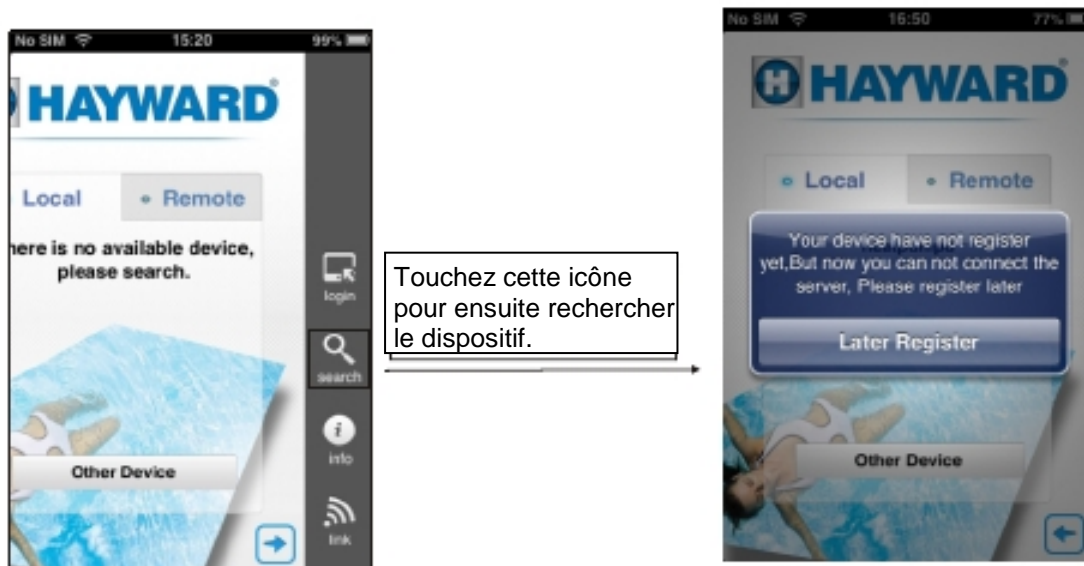 No SIM 15:20 99%
HAYWARD
Local Remote
here is no available device,
please search.
login
search
info
link
Other Device
Touchez cette icône
pour ensuite rechercher
le dispositif.
No SIM 16:50 77%
H HAYWARD
Local Remote
Your device have not register
yet,But now you can not connect the
server, Please register later
Later Register
Other Device